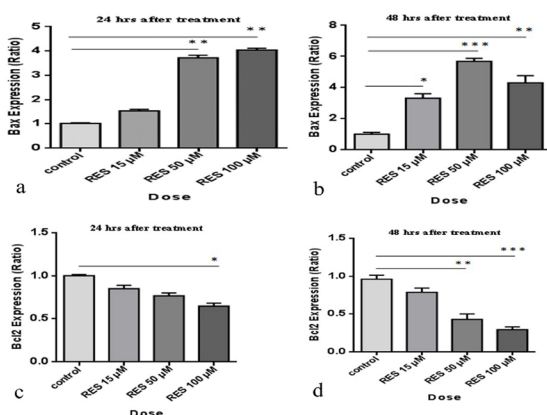 24 hrs after treatment
Bax Expression (Ratio)
5
4
3
2
1
0
* *
* *
control
RES 15 µM
RES 50 µM
RES 100 µM
Dose
a
48 hrs after treatment
Bax Expression (Ratio)
8
6
4
2
0
* *
* * *
*
control
RES 15 µM
RES 50 µM
RES 100 µM
Dose
b
24 hrs after treatment
Bcl2 Expression (Ratio)
1.5
1.0
0.5
0.0
*
control
RES 15 µM
RES 50 µM
RES 100 µM
Dose
c
48 hrs after treatment
Bcl2 Expression (Ratio)
1.5
1.0
0.5
0.0
* * *
* *
control
RES 15 µM
RES 50 µM
RES 100 µM
Dose
d